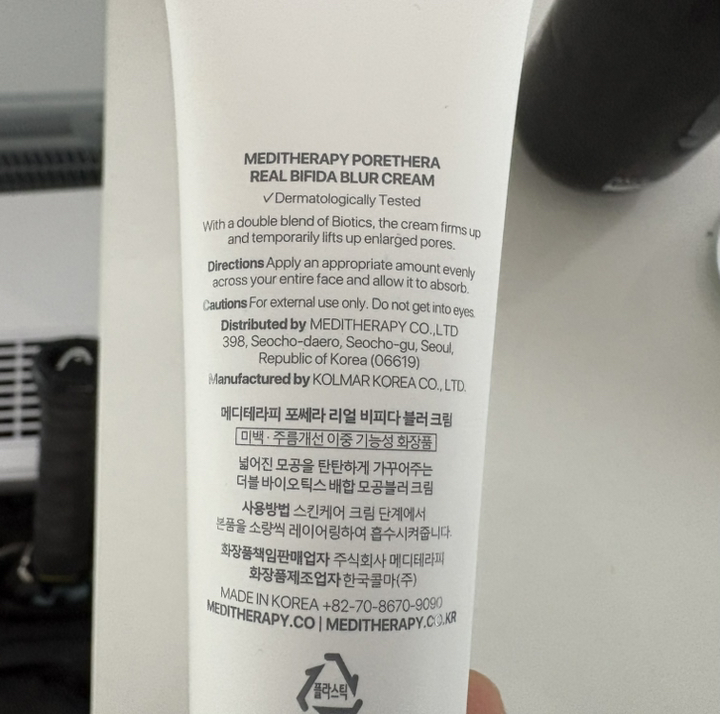 MEDITHERAPY PORETHERA
REAL BIFIDA BLUR CREAM
✓Dermatologically Tested
With a double blend of Biotics, the cream firms up
and temporarily lifts up enlarged pores.
Directions Apply an appropriate amount evenly
across your entire face and allow it to absorb.
Cautions For external use only. Do not get into eyes.
Distributed by MEDITHERAPY CO.,LTD
398, Seocho-daero, Seocho-gu, Seoul,
Republic of Korea (06619)
Manufactured by KOLMAR KOREA CO., LTD.
메디테라피 포쎄라 리얼 비피다 블러 크림
미백 · 주름개선 이중 기능성 화장품
넓어진 모공을 탄탄하게 가꾸어주는
더블 바이오틱스 배합 모공블러 크림
사용방법 스킨케어 크림 단계에서
본품을 소량씩 레이어링하여 흡수시켜줍니다.
화장품책임판매업자 주식회사 메디테라피
화장품제조업자 한국콜마(주)
MADE IN KOREA +82-70-8670-9090
MEDITHERAPY.CO | MEDITHERAPY.CO.KR
플라스틱